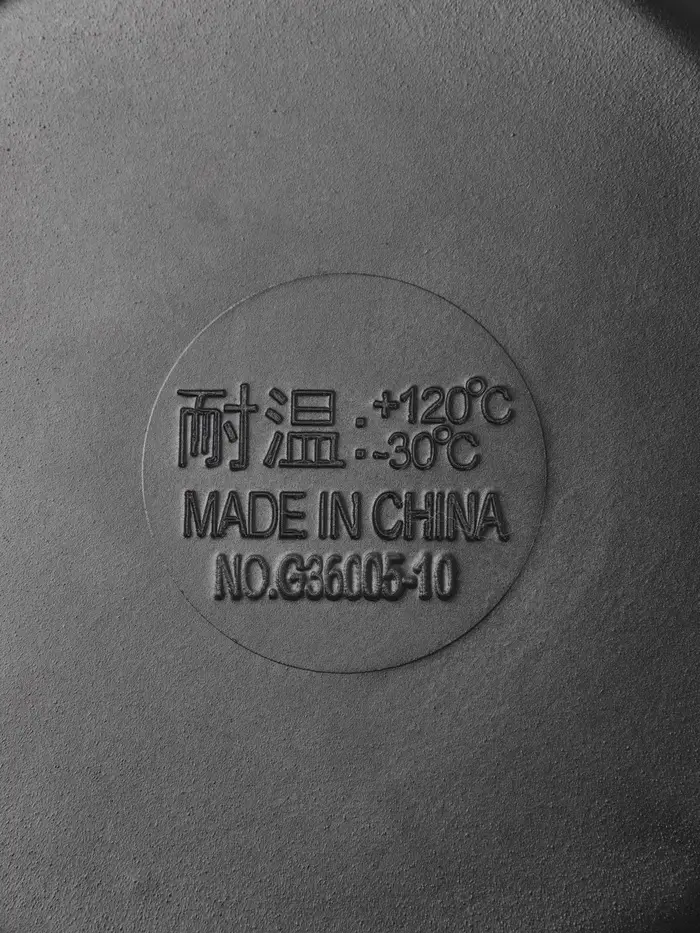 耐温:+120℃
-30℃
MADE IN CHINA
NO.G36005-10